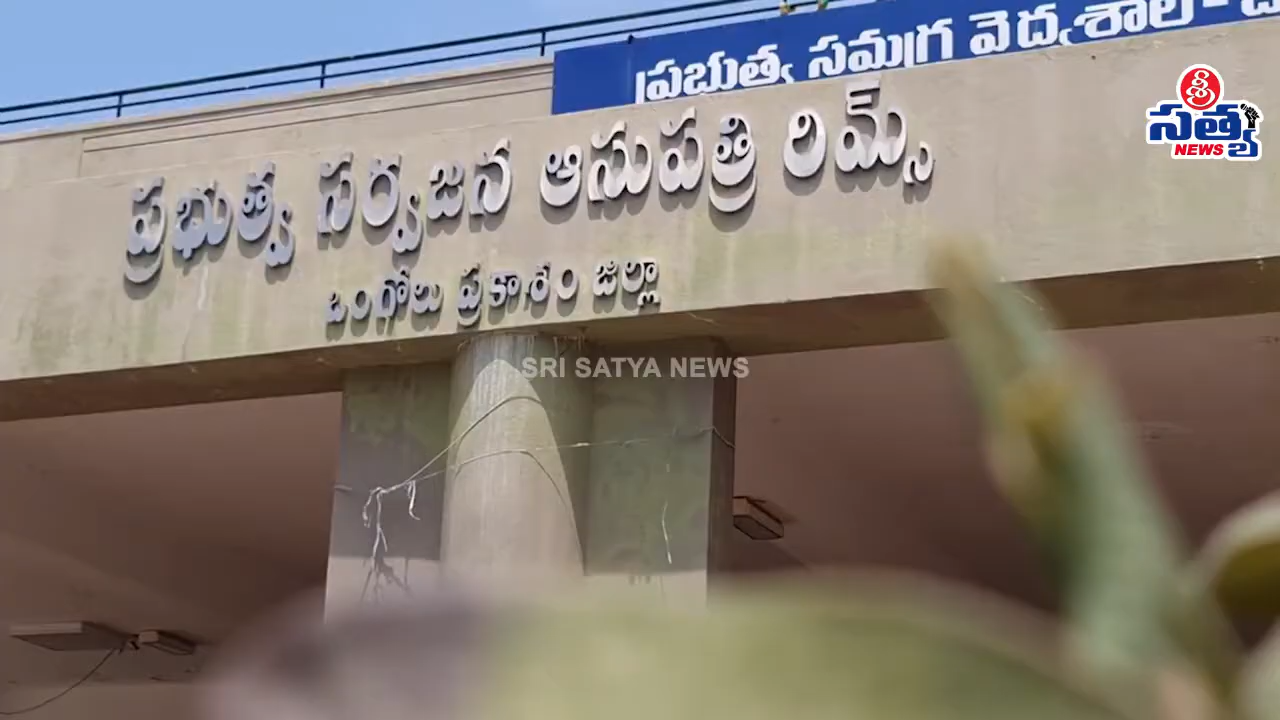 ప్రభుత్వ సమగ్ర వైద్యశాల-
శ్రీ
సత్య
NEWS
ప్రభుత్వ సర్వజన ఆసుపత్రి రిమ్స్
ఒంగోలు ప్రకాశం జిల్లా
SRI SATYA NEWS